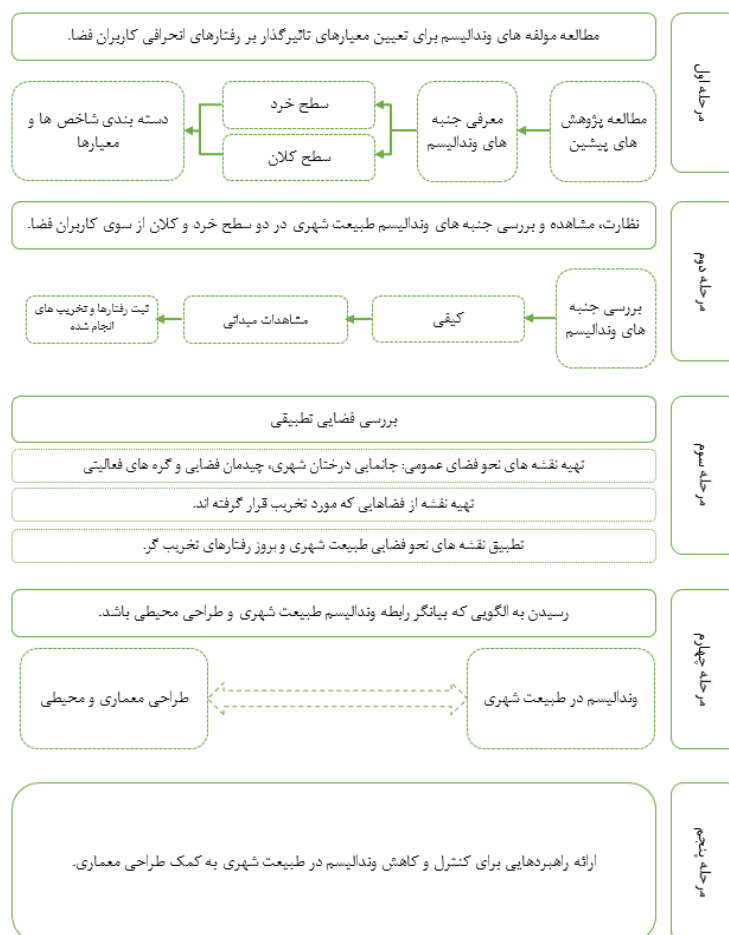 مرحله اول
مطالعه مولفه های وندالیسم برای تعیین معیارهای تاثیرگذار بر رفتارهای انحرافی کاربران فضا.
مطالعه پژوهش
های پیشین
معرفی جنبه
های وندالیسم
سطح خرد
سطح کلان
دسته بندی شاخص ها و
معیارها
مرحله دوم
نظارت، مشاهده و بررسی جنبه های وندالیسم طبیعت شهری در دو سطح خرد و کلان از سوی کاربران فضا.
بررسی جنبه
های وندالیسم
کیفی
مشاهدات میدانی
ثبت رفتارها و تخریب های
انجام شده
مرحله سوم
بررسی فضایی تطبیقی
تهیه نقشه های نحو فضای عمومی: جانمایی درختان شهری، چیدمان فضایی و گره های فعالیتی
تهیه نقشه از فضاهایی که مورد تخریب قرار گرفته اند.
تطبیق نقشه های نحو فضایی طبیعت شهری و بروز رفتارهای تخریب گر.
مرحله چهارم
رسیدن به الگویی که بیانگر رابطه وندالیسم طبیعت شهری و طراحی محیطی باشد.
وندالیسم در طبیعت شهری
طراحی معماری و محیطی
مرحله پنجم
ارائه راهبردهایی برای کنترل و کاهش وندالیسم در طبیعت شهری به کمک طراحی معماری.